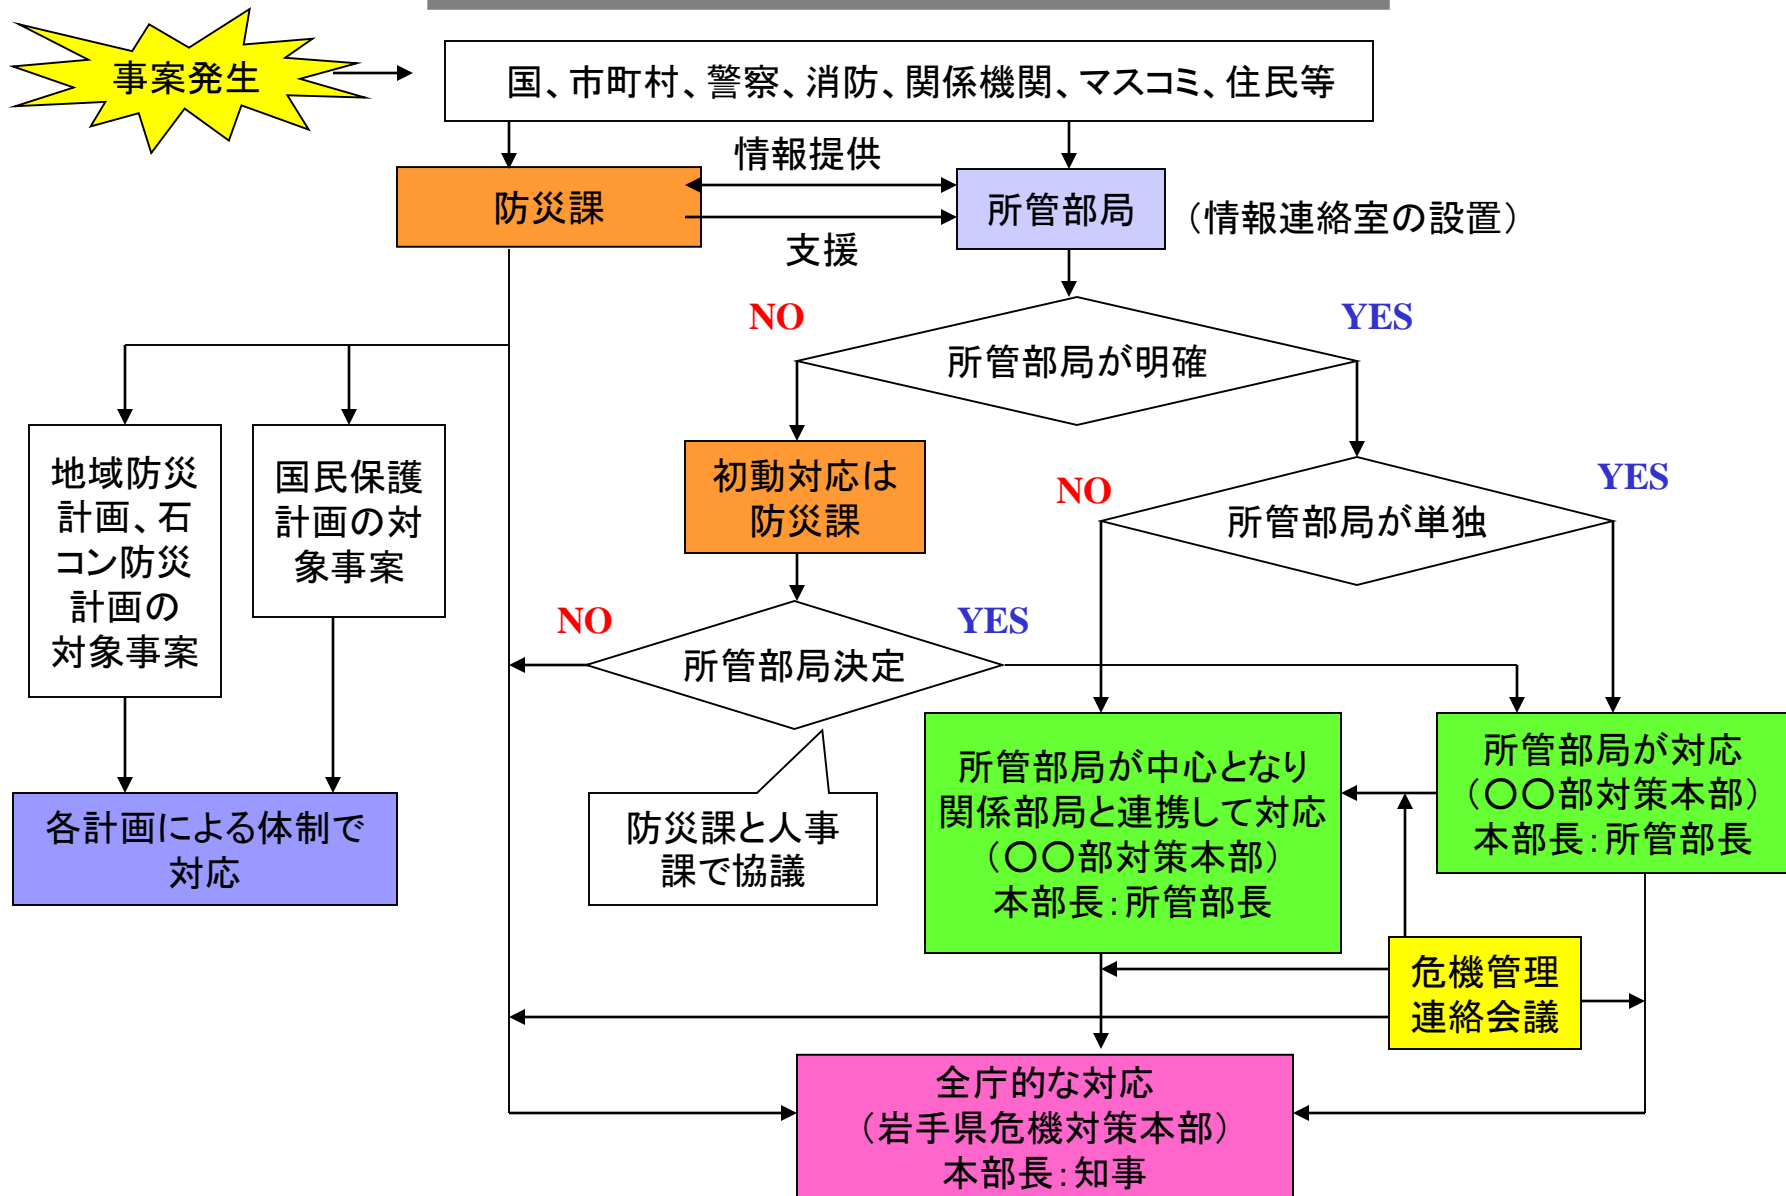 事案発生
国、市町村、警察、消防、関係機関、マスコミ、住民等
情報提供
防災課
所管部局
（情報連絡室の設置）
支援
NO
YES
所管部局が明確
地域防災
計画、石
コン防災
計画の
対象事案
国民保護
計画の対
象事案
初動対応は
防災課
NO
YES
所管部局が単独
NO
YES
所管部局決定
所管部局が中心となり
関係部局と連携して対応
（〇〇部対策本部）
本部長：所管部長
所管部局が対応
（〇〇部対策本部）
本部長：所管部長
各計画による体制で
対応
防災課と人事
課で協議
危機管理
連絡会議
全庁的な対応
（岩手県危機対策本部）
本部長：知事